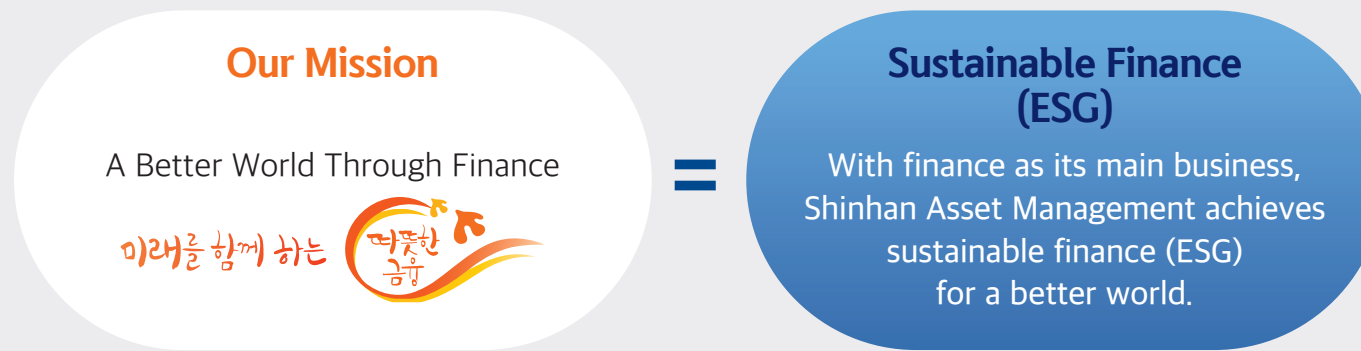 Our Mission
A Better World Through Finance
미래를 함께 하는
따뜻한
금융
=
Sustainable Finance
(ESG)
With finance as its main business,
Shinhan Asset Management achieves
sustainable finance (ESG)
for a better world.